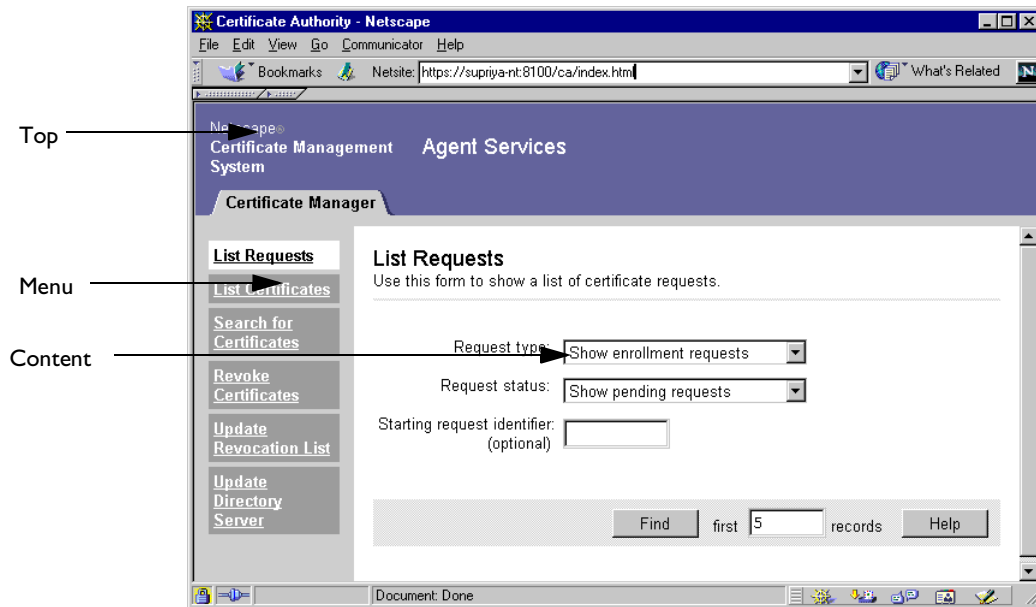 Certificate Authority - Netscape
File Edit View Go Communicator Help
Bookmarks Netsite: https://supriya-nt:8100/ca/index.html What's Related N
Top
Netscape®
Certificate Management System
Agent Services
Certificate Manager
Menu
Content
List Requests
List Certificates
Search for
Certificates
Revoke
Certificates
Update
Revocation List
Update
Directory
Server
List Requests
Use this form to show a list of certificate requests.
Request type: Show enrollment requests
Request status: Show pending requests
Starting request identifier:
(optional)
Find first 5 records Help
Document: Done